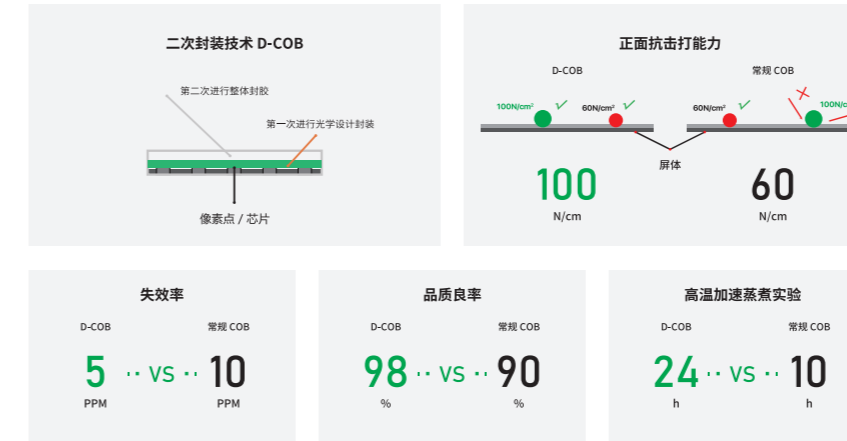 二次封装技术 D-COB
第二次进行整体封胶
第一次进行光学设计封装
像素点 / 芯片
正面抗击打能力
D-COB
常规 COB
100N/cm²
60N/cm²
60N/cm²
100N/c
屏体
100
60
N/cm
N/cm
失效率
D-COB
常规 COB
5
VS
10
PPM
PPM
品质良率
D-COB
常规 COB
98
VS
90
%
%
高温加速蒸煮实验
D-COB
常规 COB
24
VS
10
h
h